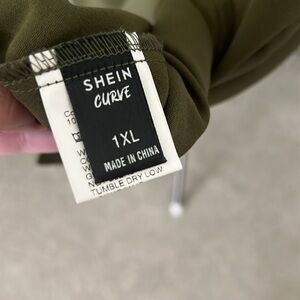 SHEIN
CURVE
1XL
MADE IN CHINA
TUMBLE DRY LOW